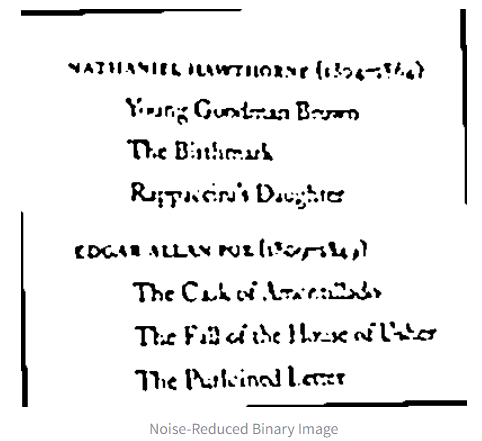 NATHANIEL HAWTHORNE (1804–1864)
Young Goodman Brown
The Birthmark
Rappaccini's Daughter
EDGAR ALLAN POE (1809–1849)
The Cask of Amontillado
The Fall of the House of Usher
The Purloined Letter
Noise-Reduced Binary Image